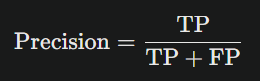 Precision = TP / TP + FP